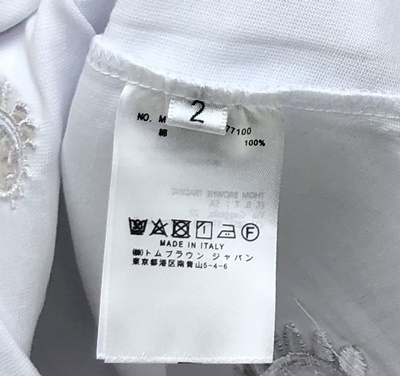 2
NO. M 77100
綿 100%
MADE IN ITALY
㈱トムブラウン ジャパン
東京都港区南青山5-4-6